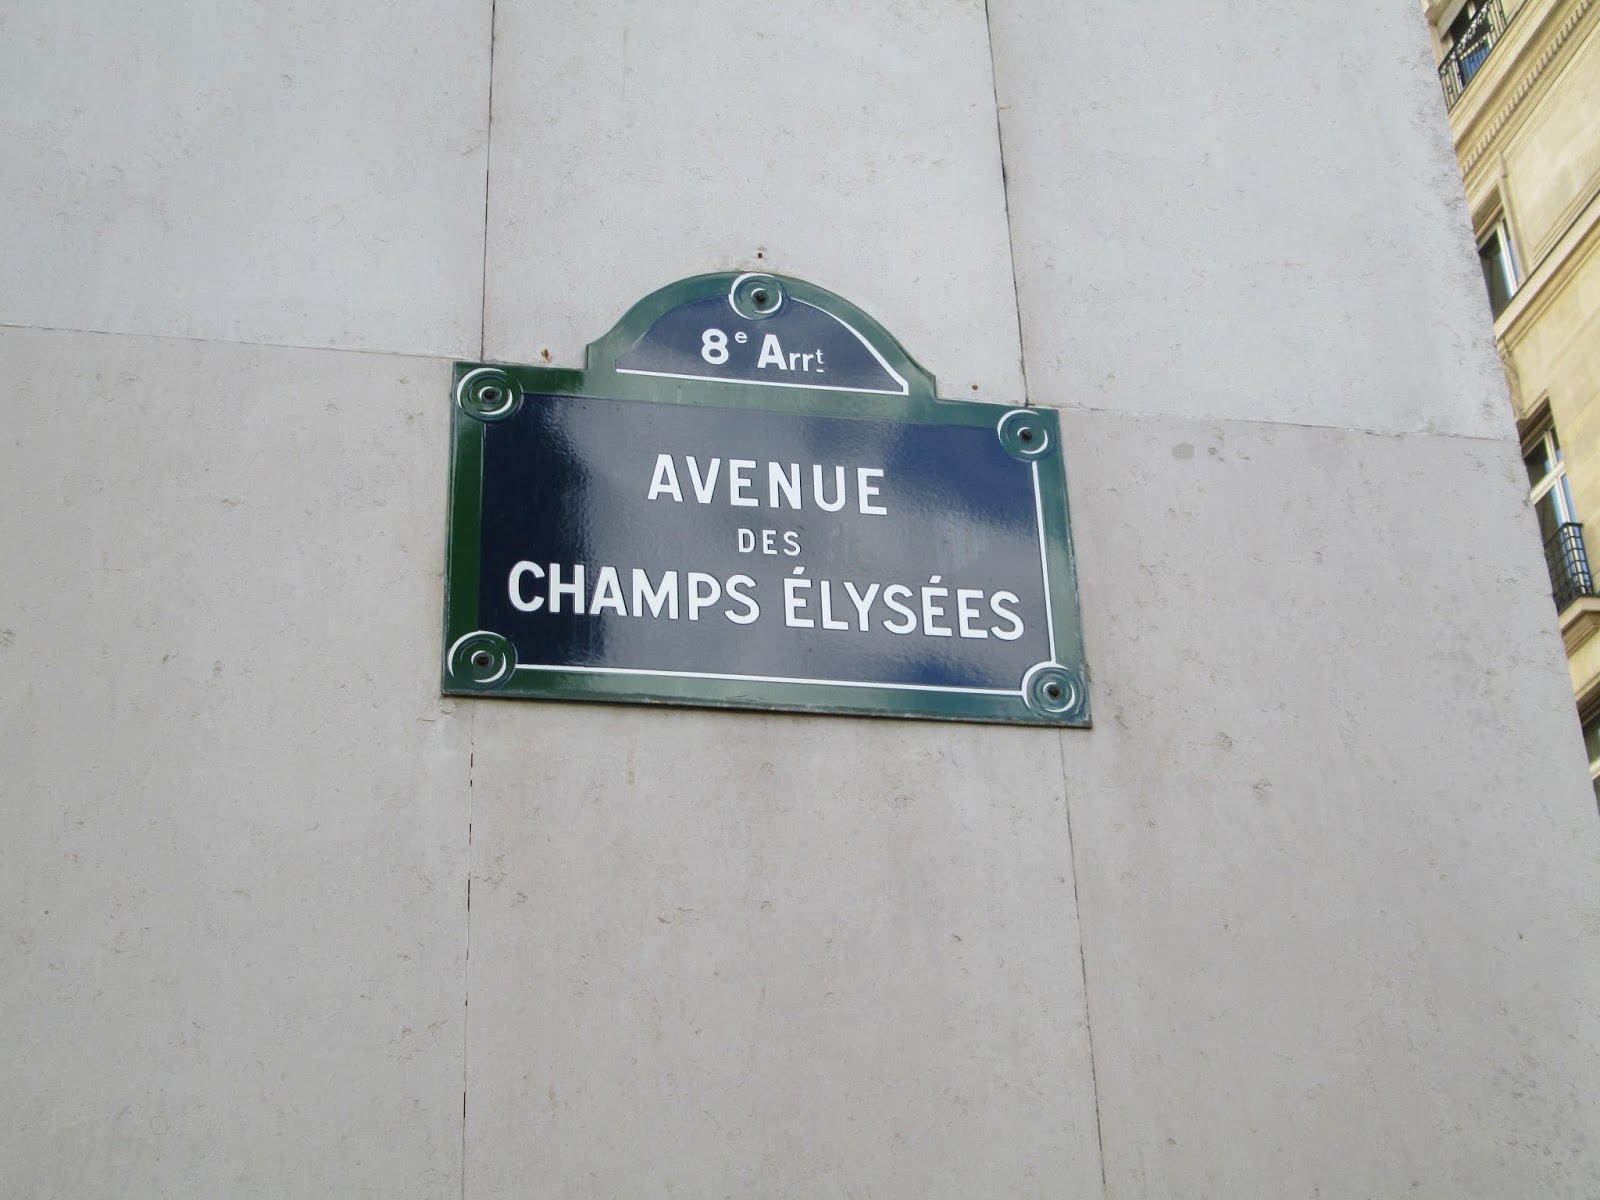 8e Arrt
AVENUE
DES
CHAMPS ÉLYSÉES